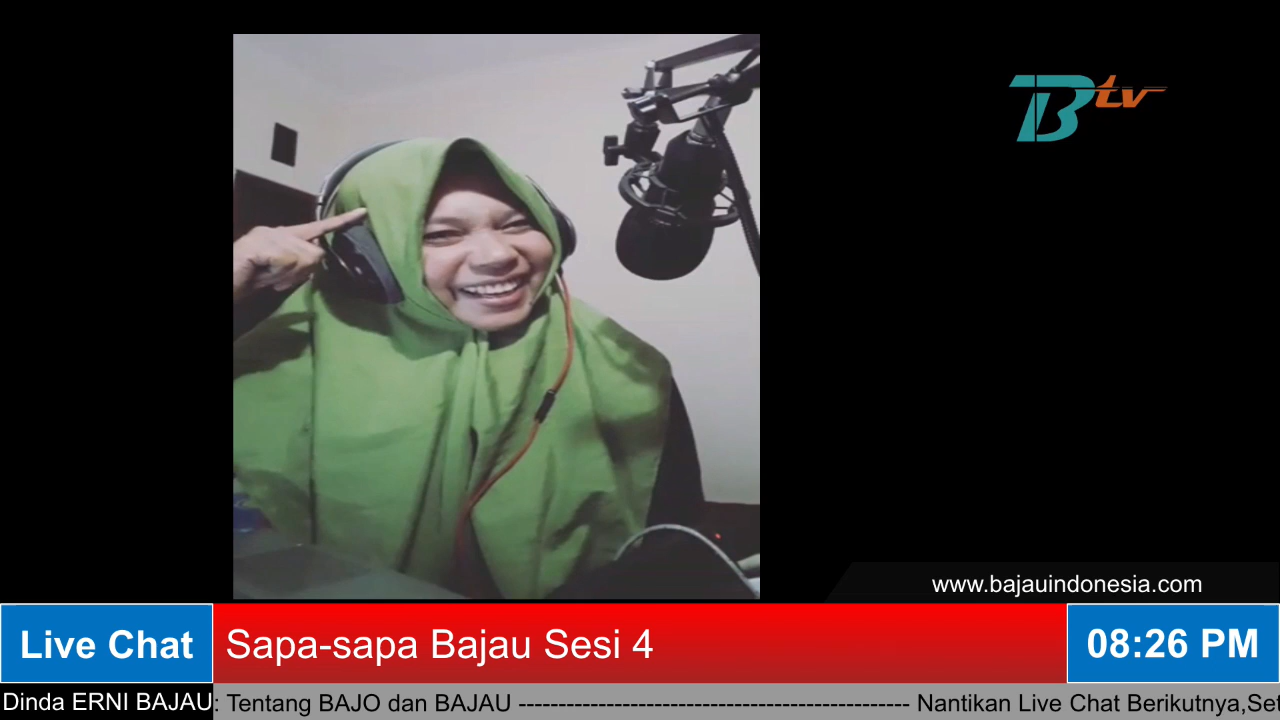 Btv
www.bajauindonesia.com
Live Chat
Sapa-sapa Bajau Sesi 4
08:26 PM
Dinda ERNI BAJAU: Tentang BAJO dan BAJAU ------------------------------------------------- Nantikan Live Chat Berikutnya,